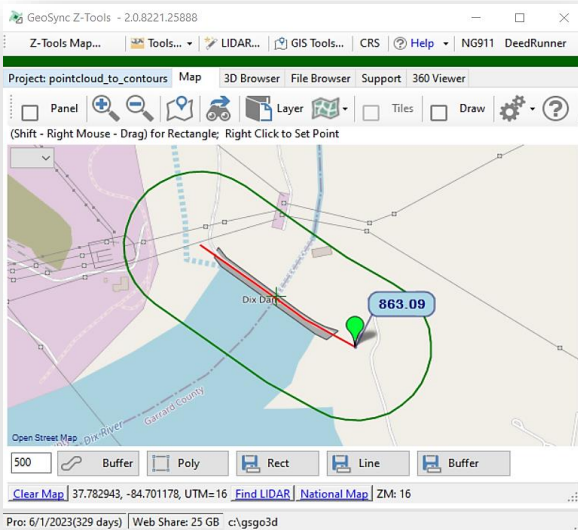 GeoSync Z-Tools - 2.0.8221.25888
Z-Tools Map... Tools... LIDAR... GIS Tools... CRS Help NG911 DeedRunner
Project: pointcloud_to_contours Map 3D Browser File Browser Support 360 Viewer
Panel Layer Tiles Draw
(Shift - Right Mouse - Drag) for Rectangle; Right Click to Set Point
863.09
Dix Dam
Garrard County
Dix River
Open Street Map
500 Buffer Poly Rect Line Buffer
Clear Map 37.782943, -84.701178, UTM=16 Find LIDAR National Map ZM: 16
Pro: 6/1/2023(329 days) Web Share: 25 GB c:\gsgo3d